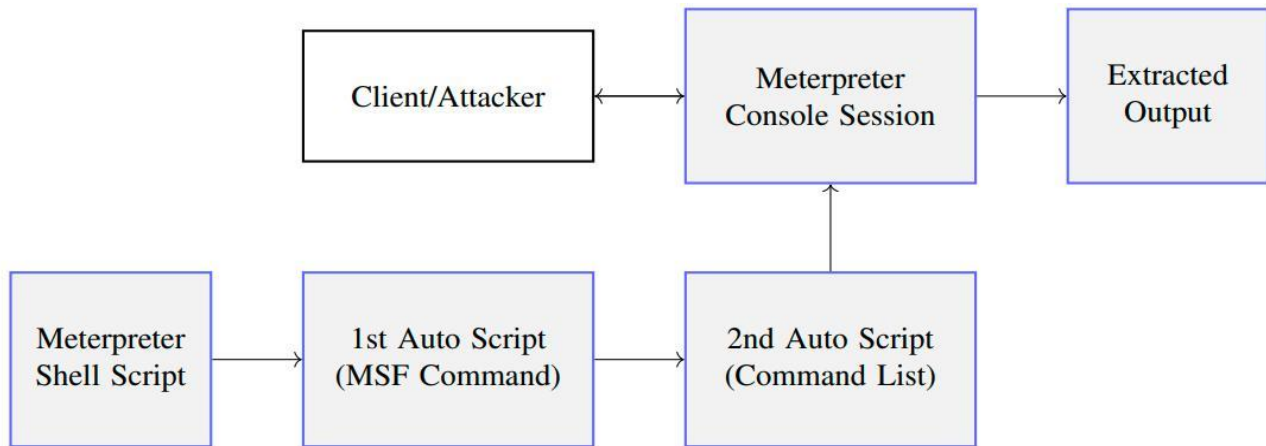 Client/Attacker
Meterpreter
Console Session
Extracted
Output
Meterpreter
Shell Script
1st Auto Script
(MSF Command)
2nd Auto Script
(Command List)